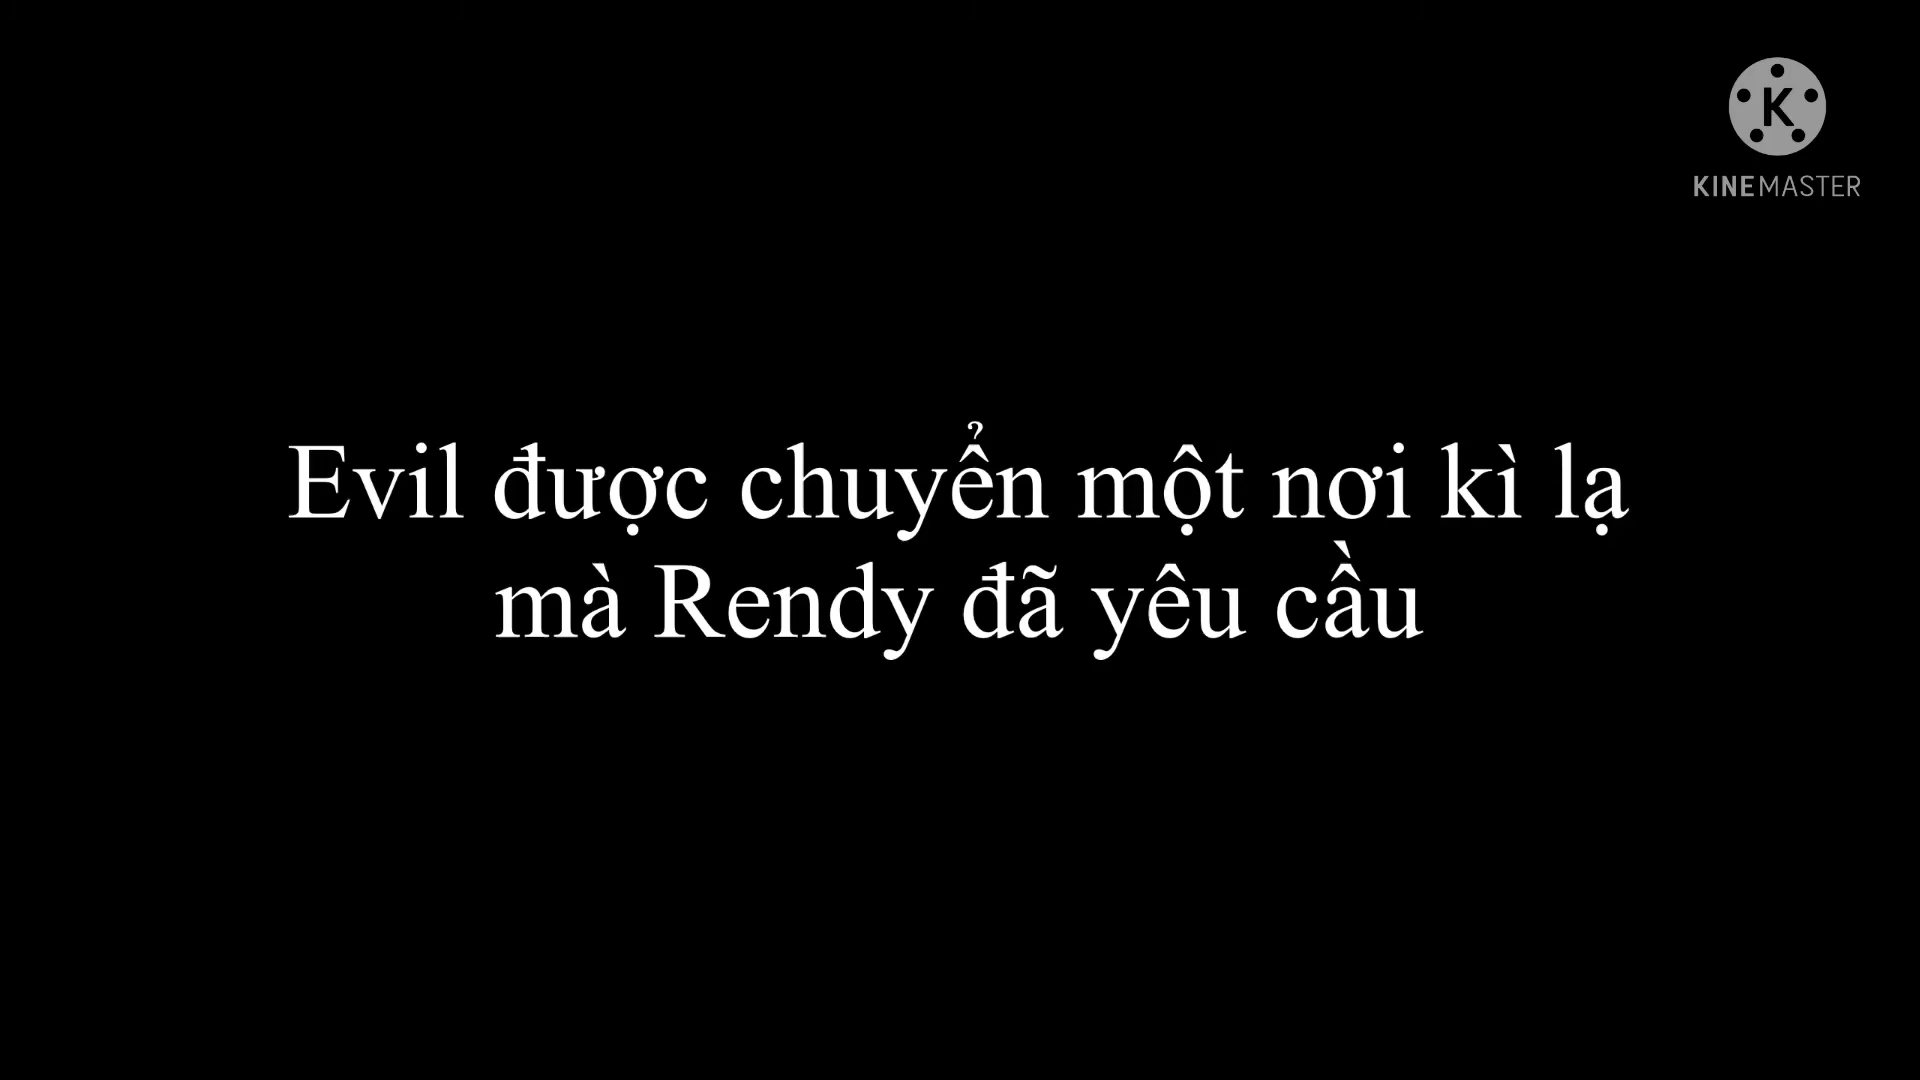 K
KINEMASTER
Evil được chuyển một nơi kì lạ
mà Rendy đã yêu cầu